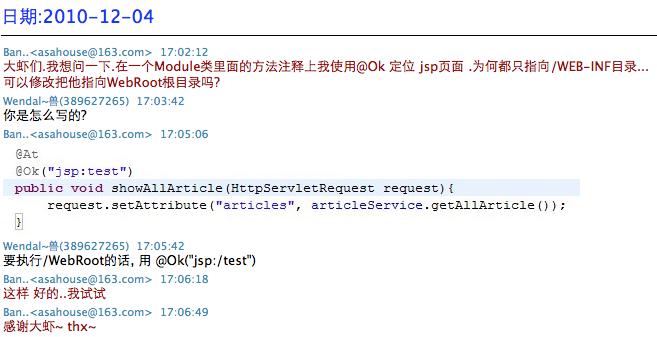 日期:2010-12-04
Ban..<asahouse@163.com> 17:02:12
大虾们.我想问一下.在一个Module类里面的方法注释上我使用@Ok 定位 jsp页面 .为何都只指向/WEB-INF目录...
可以修改把他指向WebRoot根目录吗?
Wendal~兽(389627265) 17:03:42
你是怎么写的?
Ban..<asahouse@163.com> 17:05:06
@At
@Ok("jsp:test")
public void showAllArticle(HttpServletRequest request){
request.setAttribute("articles", articleService.getAllArticle());
}
Wendal~兽(389627265) 17:05:42
要执行/WebRoot的话, 用 @Ok("jsp:/test")
Ban..<asahouse@163.com> 17:06:18
这样 好的..我试试
Ban..<asahouse@163.com> 17:06:49
感谢大虾~ thx~